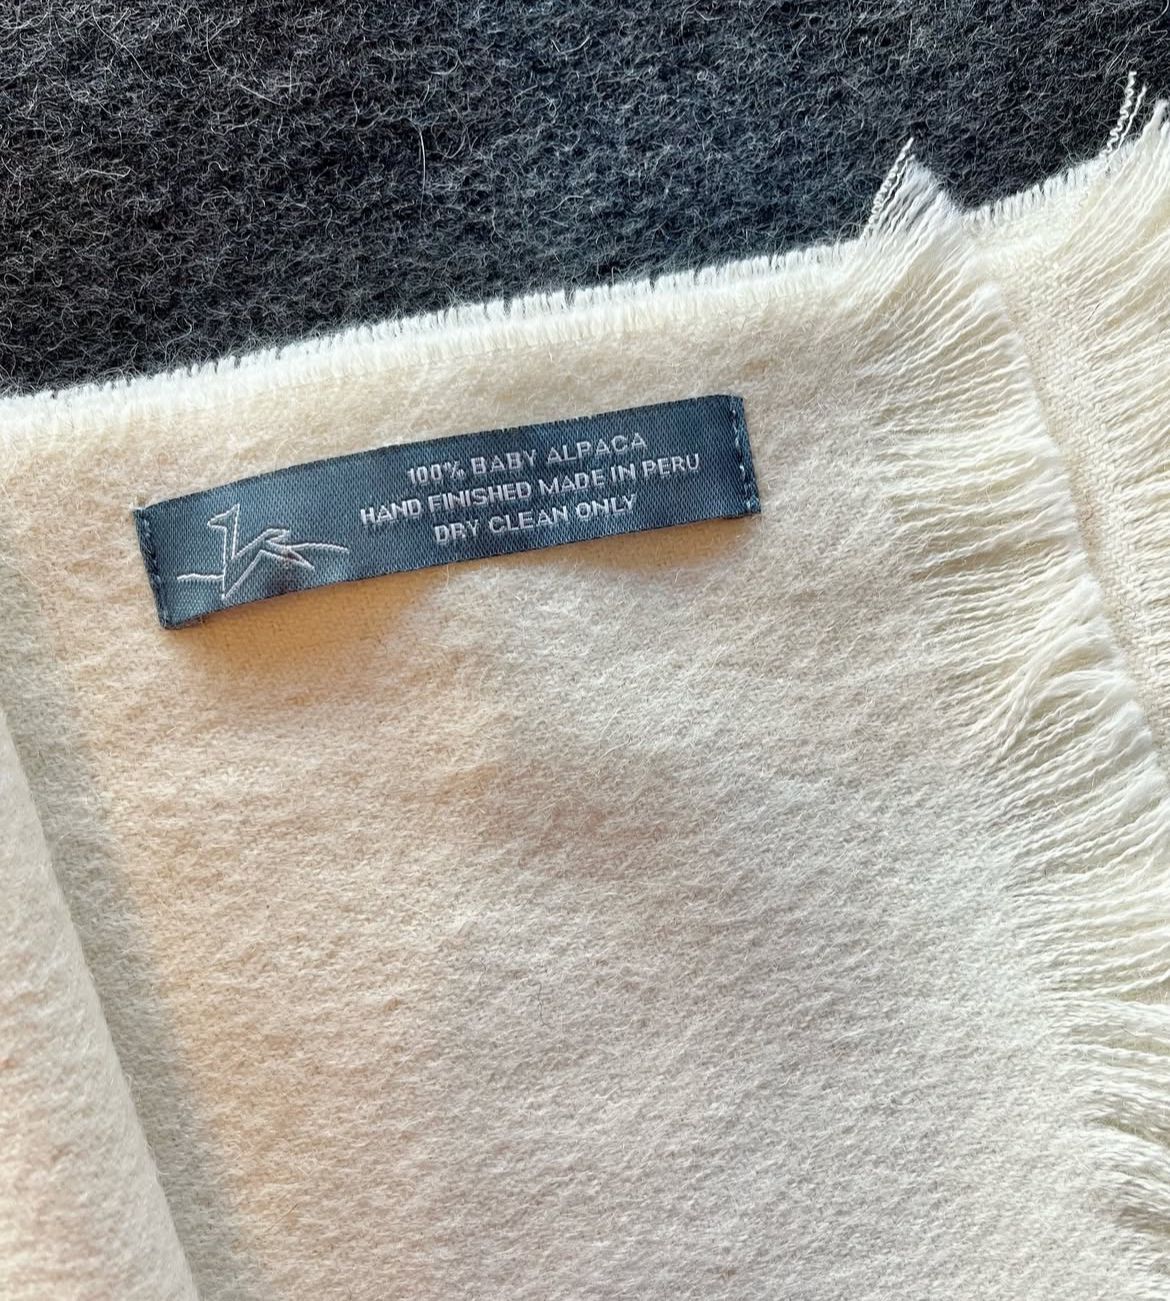 100% BABY ALPACA
HAND FINISHED MADE IN PERU
DRY CLEAN ONLY